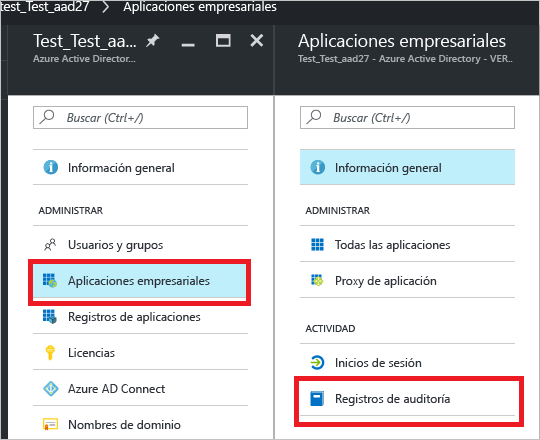 test_Test_aad27 > Aplicaciones empresariales
Test_Test_aa...
Azure Active Director...
Buscar (Ctrl+/)
Información general
ADMINISTRAR
Usuarios y grupos
Aplicaciones empresariales
Registros de aplicaciones
Licencias
Azure AD Connect
Nombres de dominio
Aplicaciones empresariales
Test_Test_aad27 - Azure Active Directory - VER...
Buscar (Ctrl+/)
Información general
ADMINISTRAR
Todas las aplicaciones
Proxy de aplicación
ACTIVIDAD
Inicios de sesión
Registros de auditoría